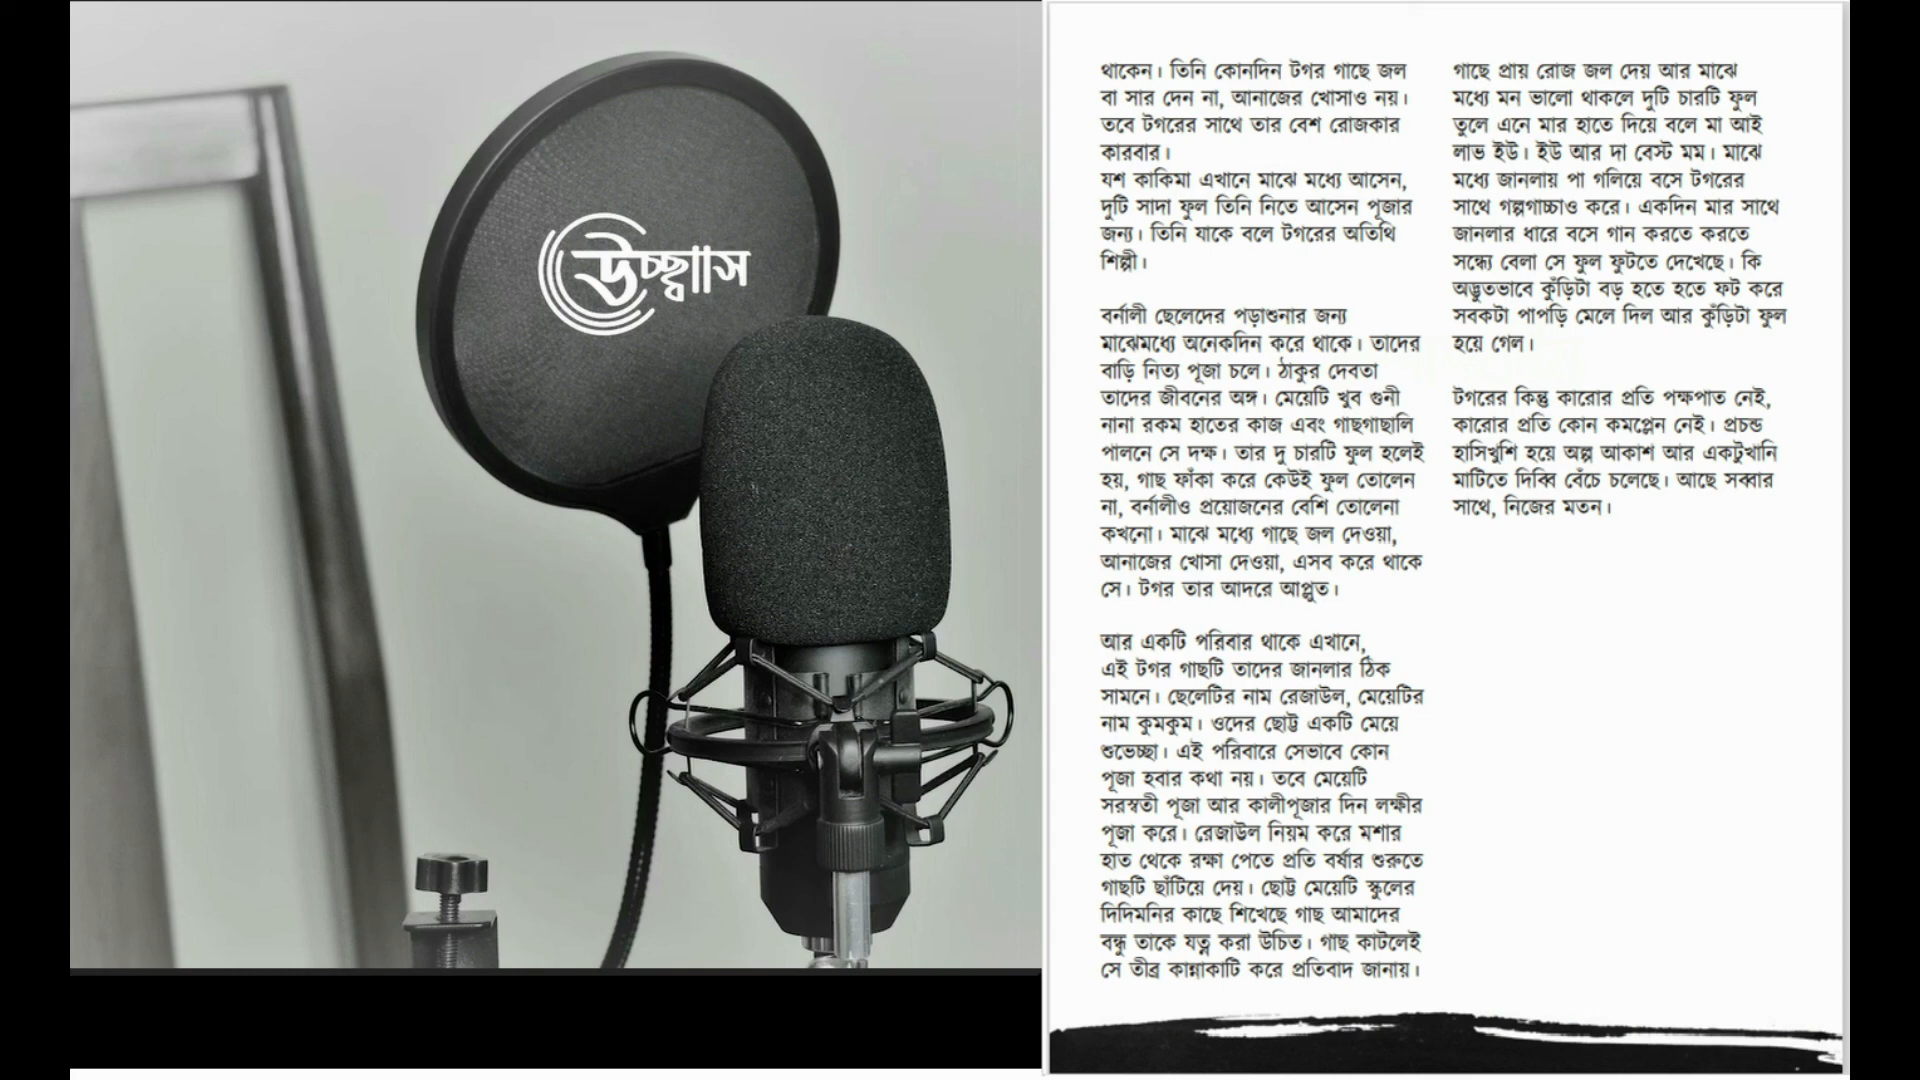 উচ্ছ্বাস
থাকেন। তিনি কোনদিন টগর গাছে জল
বা সার দেন না, আনাজের খোসাও নয়।
তবে টগরের সাথে তার বেশ রোজকার
কারবার।
যশ কাকিমা এখানে মাঝে মধ্যে আসেন,
দুটি সাদা ফুল তিনি নিতে আসেন পূজার
জন্য। তিনি যাকে বলে টগরের অতিথি
শিল্পী।
বর্নালী ছেলেদের পড়াশুনার জন্য
মাঝেমধ্যে অনেকদিন করে থাকে। তাদের
বাড়ি নিত্য পূজা চলে। ঠাকুর দেবতা
তাদের জীবনের অঙ্গ। মেয়েটি খুব গুনী
নানা রকম হাতের কাজ এবং গাছগাছালি
পালনে সে দক্ষ। তার দু চারটি ফুল হলেই
হয়, গাছ ফাঁকা করে কেউই ফুল তোলেন
না, বর্নালীও প্রয়োজনের বেশি তোলেনা
কখনো। মাঝে মধ্যে গাছে জল দেওয়া,
আনাজের খোসা দেওয়া, এসব করে থাকে
সে। টগর তার আদরে আপ্লুত।
আর একটি পরিবার থাকে এখানে,
এই টগর গাছটি তাদের জানলার ঠিক
সামনে। ছেলেটির নাম রেজাউল, মেয়েটির
নাম কুমকুম। ওদের ছোট্ট একটি মেয়ে
শুভেচ্ছা। এই পরিবারে সেভাবে কোন
পূজা হবার কথা নয়। তবে মেয়েটি
সরস্বতী পূজা আর কালীপূজার দিন লক্ষীর
পূজা করে। রেজাউল নিয়ম করে মশার
হাত থেকে রক্ষা পেতে প্রতি বর্ষার শুরুতে
গাছটি ছাঁটিয়ে দেয়। ছোট্ট মেয়েটি স্কুলের
দিদিমনির কাছে শিখেছে গাছ আমাদের
বন্ধু তাকে যত্ন করা উচিত। গাছ কাটলেই
সে তীব্র কান্নাকাটি করে প্রতিবাদ জানায়।
গাছে প্রায় রোজ জল দেয় আর মাঝে
মধ্যে মন ভালো থাকলে দুটি চারটি ফুল
তুলে এনে মার হাতে দিয়ে বলে মা আই
লাভ ইউ। ইউ আর দা বেস্ট মম। মাঝে
মধ্যে জানলায় পা গলিয়ে বসে টগরের
সাথে গল্পগাচ্চাও করে। একদিন মার সাথে
জানলার ধারে বসে গান করতে করতে
সন্ধ্যে বেলা সে ফুল ফুটতে দেখেছে। কি
অদ্ভুতভাবে কুঁড়িটা বড় হতে হতে ফট করে
সবকটা পাপড়ি মেলে দিল আর কুঁড়িটা ফুল
হয়ে গেল।
টগরের কিন্তু কারোর প্রতি পক্ষপাত নেই,
কারোর প্রতি কোন কমপ্লেন নেই। প্রচন্ড
হাসিখুশি হয়ে অল্প আকাশ আর একটুখানি
মাটিতে দিব্বি বেঁচে চলেছে। আছে সব্বার
সাথে, নিজের মতন।